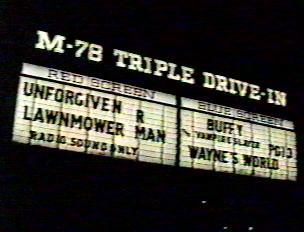 M-78 TRIPLE DRIVE-IN
RED SCREEN
UNFORGIVEN R
LAWNMOWER MAN
RADIO SOUND ONLY
BLUE SCREEN
BUFFY
THE VAMPIRE SLAYER PG13
WAYNE'S WORLD